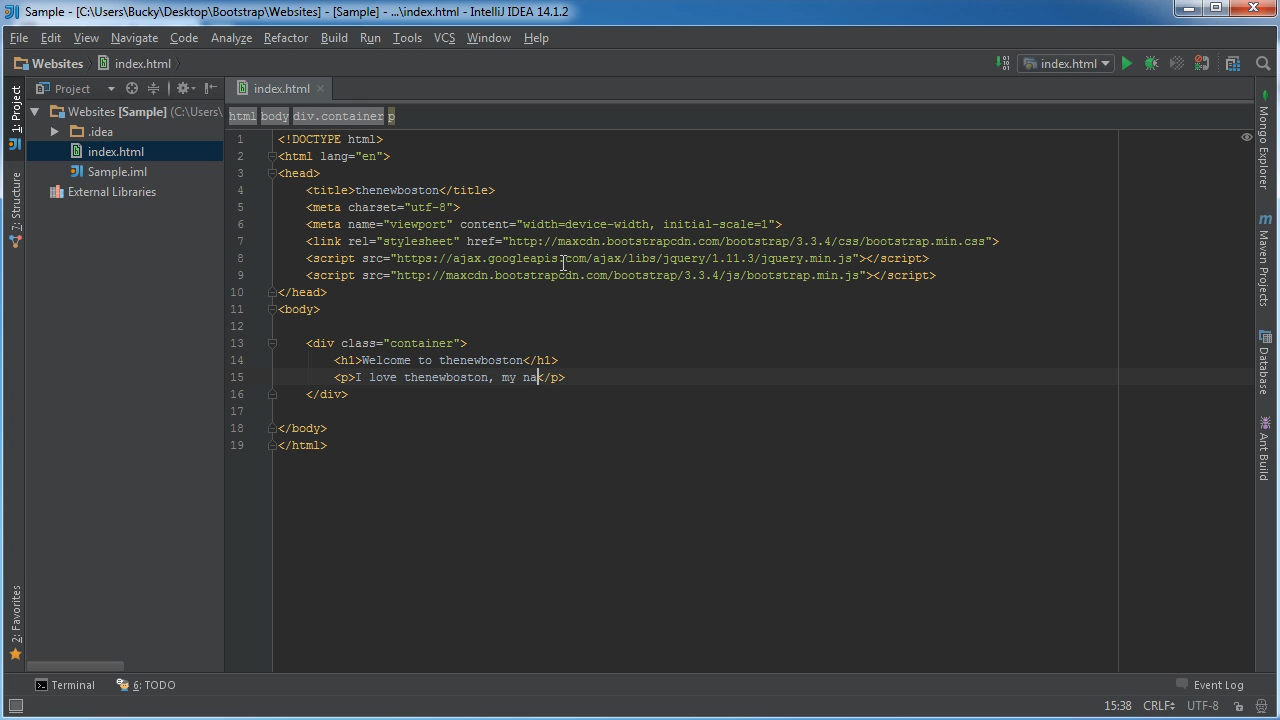 Sample - [C:\Users\Bucky\Desktop\Bootstrap\Websites] - [Sample] - ...\index.html - IntelliJ IDEA 14.1.2
File Edit View Navigate Code Analyze Refactor Build Run Tools VCS Window Help
Websites index.html index.html
1: Project
7: Structure
2: Favorites
Project
Websites [Sample] (C:\Users\
.idea
index.html
Sample.iml
External Libraries
index.html
html body div.container p
1 <!DOCTYPE html>
2 <html lang="en">
3 <head>
4 <title>thenewboston</title>
5 <meta charset="utf-8">
6 <meta name="viewport" content="width=device-width, initial-scale=1">
7 <link rel="stylesheet" href="http://maxcdn.bootstrapcdn.com/bootstrap/3.3.4/css/bootstrap.min.css">
8 <script src="https://ajax.googleapis.com/ajax/libs/jquery/1.11.3/jquery.min.js"></script>
9 <script src="http://maxcdn.bootstrapcdn.com/bootstrap/3.3.4/js/bootstrap.min.js"></script>
10 </head>
11 <body>
12
13 <div class="container">
14 <h1>Welcome to thenewboston</h1>
15 <p>I love thenewboston, my na</p>
16 </div>
17
18 </body>
19 </html>
Mongo Explorer
Maven Projects
Database
Ant Build
Terminal 6: TODO Event Log
15:38 CRLF UTF-8